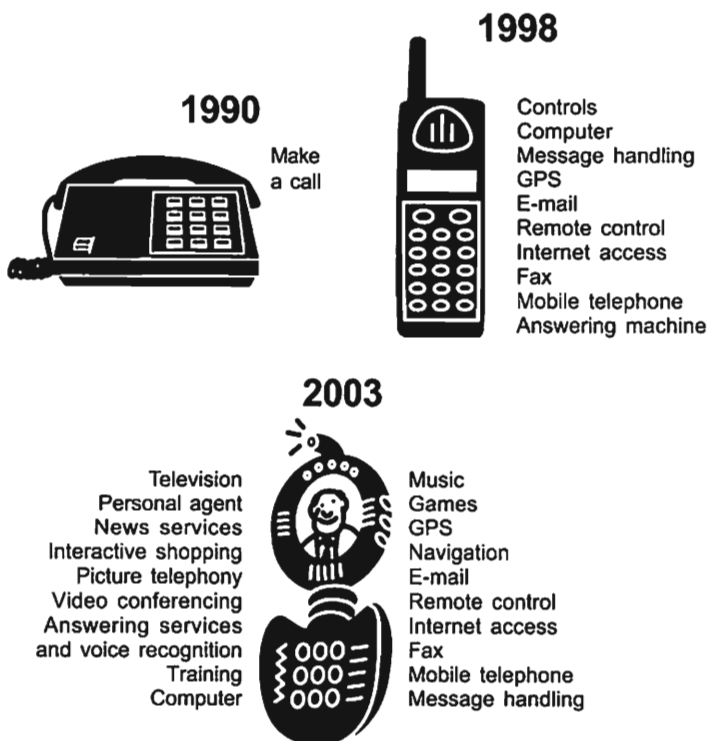 1990
Make
a call
1998
Controls
Computer
Message handling
GPS
E-mail
Remote control
Internet access
Fax
Mobile telephone
Answering machine
2003
Television
Personal agent
News services
Interactive shopping
Picture telephony
Video conferencing
Answering services
and voice recognition
Training
Computer
Music
Games
GPS
Navigation
E-mail
Remote control
Internet access
Fax
Mobile telephone
Message handling